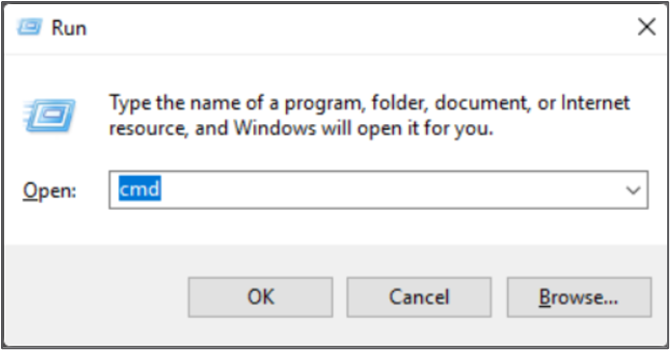 Run
Type the name of a program, folder, document, or Internet
resource, and Windows will open it for you.
Open: cmd
OK Cancel Browse...